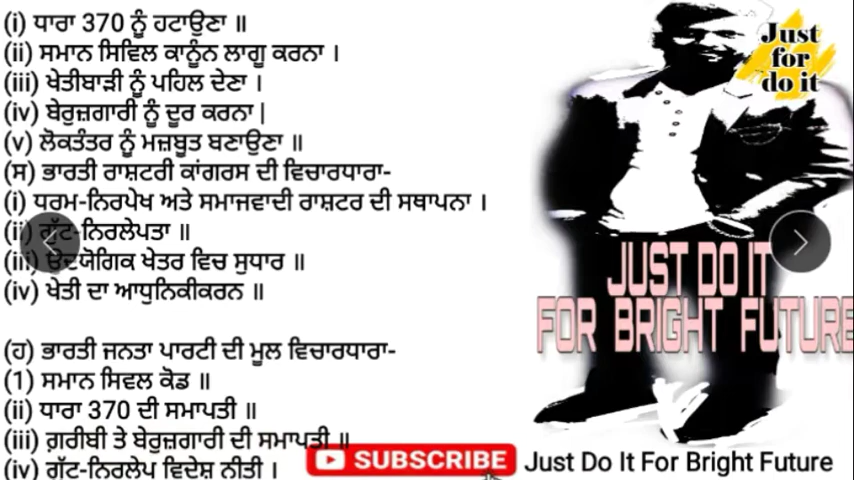 (i) ਧਾਰਾ 370 ਨੂੰ ਹਟਾਉਣਾ ॥
(ii) ਸਮਾਨ ਸਿਵਿਲ ਕਾਨੂੰਨ ਲਾਗੂ ਕਰਨਾ ।
(iii) ਖੇਤੀਬਾੜੀ ਨੂੰ ਪਹਿਲ ਦੇਣਾ ।
(iv) ਬੇਰੁਜ਼ਗਾਰੀ ਨੂੰ ਦੂਰ ਕਰਨਾ|
(v) ਲੋਕਤੰਤਰ ਨੂੰ ਮਜ਼ਬੂਤ ਬਣਾਉਣਾ ॥
(ਸ) ਭਾਰਤੀ ਰਾਸ਼ਟਰੀ ਕਾਂਗਰਸ ਦੀ ਵਿਚਾਰਧਾਰਾ-
(i) ਧਰਮ-ਨਿਰਪੇਖ ਅਤੇ ਸਮਾਜਵਾਦੀ ਰਾਸ਼ਟਰ ਦੀ ਸਥਾਪਨਾ ।
(ii) ਗੁੱਟ-ਨਿਰਲੇਪਤਾ ॥
(iii) ਓਦਯੋਗਿਕ ਖੇਤਰ ਵਿਚ ਸੁਧਾਰ ॥
(iv) ਖੇਤੀ ਦਾ ਆਧੁਨਿਕੀਕਰਨ ॥
(ਹ) ਭਾਰਤੀ ਜਨਤਾ ਪਾਰਟੀ ਦੀ ਮੂਲ ਵਿਚਾਰਧਾਰਾ-
(1) ਸਮਾਨ ਸਿਵਲ ਕੋਡ ॥
(ii) ਧਾਰਾ 370 ਦੀ ਸਮਾਪਤੀ ॥
(iii) ਗ਼ਰੀਬੀ ਤੇ ਬੇਰੁਜ਼ਗਾਰੀ ਦੀ ਸਮਾਪਤੀ ॥
(iv) ਗੁੱਟ-ਨਿਰਲੇਪ ਵਿਦੇਸ਼ ਨੀਤੀ ।
Just
for
do it
JUST DO IT
FOR BRIGHT FUTURE
SUBSCRIBE
Just Do It For Bright Future